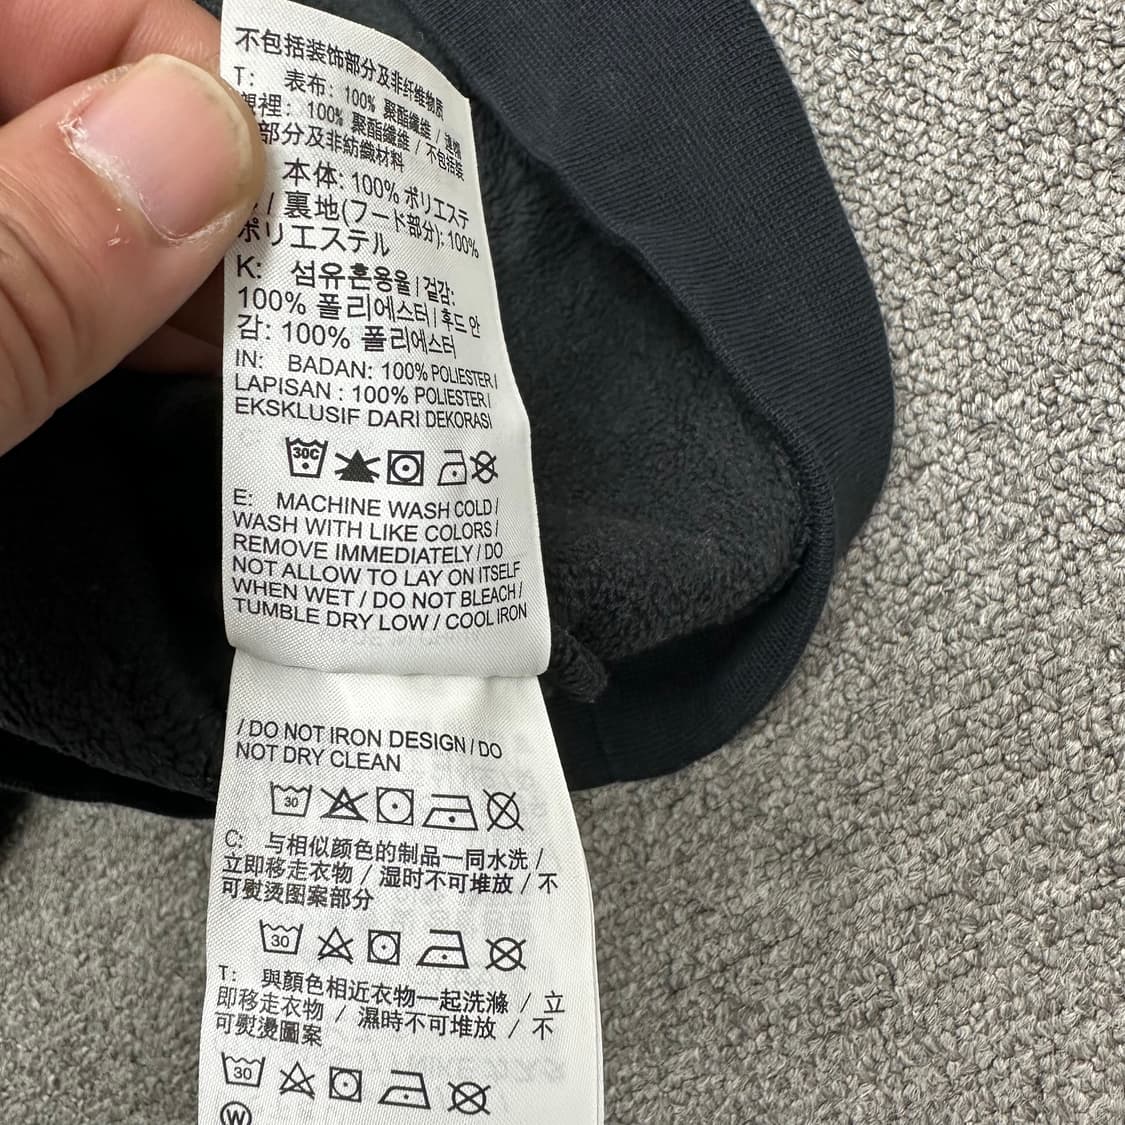 不包括装饰部分及非纤维物质
T: 表布: 100% 聚酯纖維 / 邊幅
襯裡: 100% 聚酯纖維 / 不包括裝
部分及非紡織材料
本体: 100% ポリエステ
/ 裏地(フード部分): 100%
ポリエステル
K: 섬유혼용율 / 겉감:
100% 폴리에스터 / 후드 안
감: 100% 폴리에스터
IN: BADAN: 100% POLIESTER /
LAPISAN : 100% POLIESTER /
EKSKLUSIF DARI DEKORASI
30C
E: MACHINE WASH COLD /
WASH WITH LIKE COLORS /
REMOVE IMMEDIATELY / DO
NOT ALLOW TO LAY ON ITSELF
WHEN WET / DO NOT BLEACH /
TUMBLE DRY LOW / COOL IRON
/ DO NOT IRON DESIGN / DO
NOT DRY CLEAN
30
C: 与相似颜色的制品一同水洗 /
立即移走衣物 / 湿时不可堆放 / 不
可熨烫图案部分
30
T: 與顏色相近衣物一起洗滌 / 立
即移走衣物 / 濕時不可堆放 / 不
可熨燙圖案
30
W